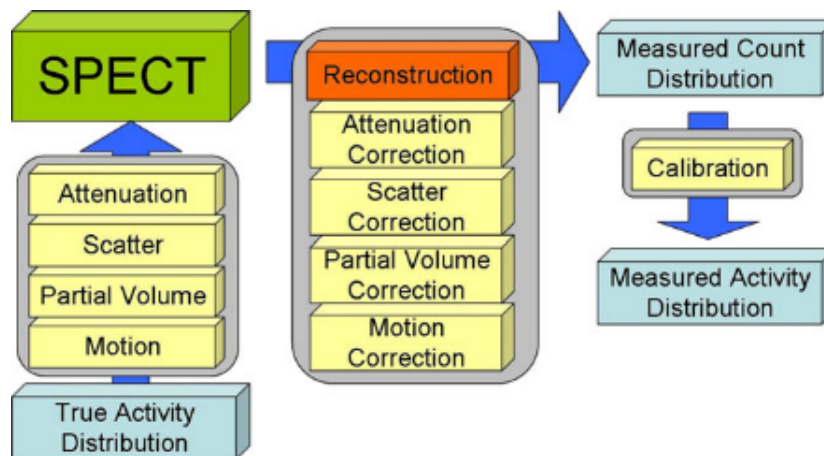 SPECT
Attenuation
Scatter
Partial Volume
Motion
True Activity
Distribution
Reconstruction
Attenuation
Correction
Scatter
Correction
Partial Volume
Correction
Motion
Correction
Measured Count
Distribution
Calibration
Measured Activity
Distribution